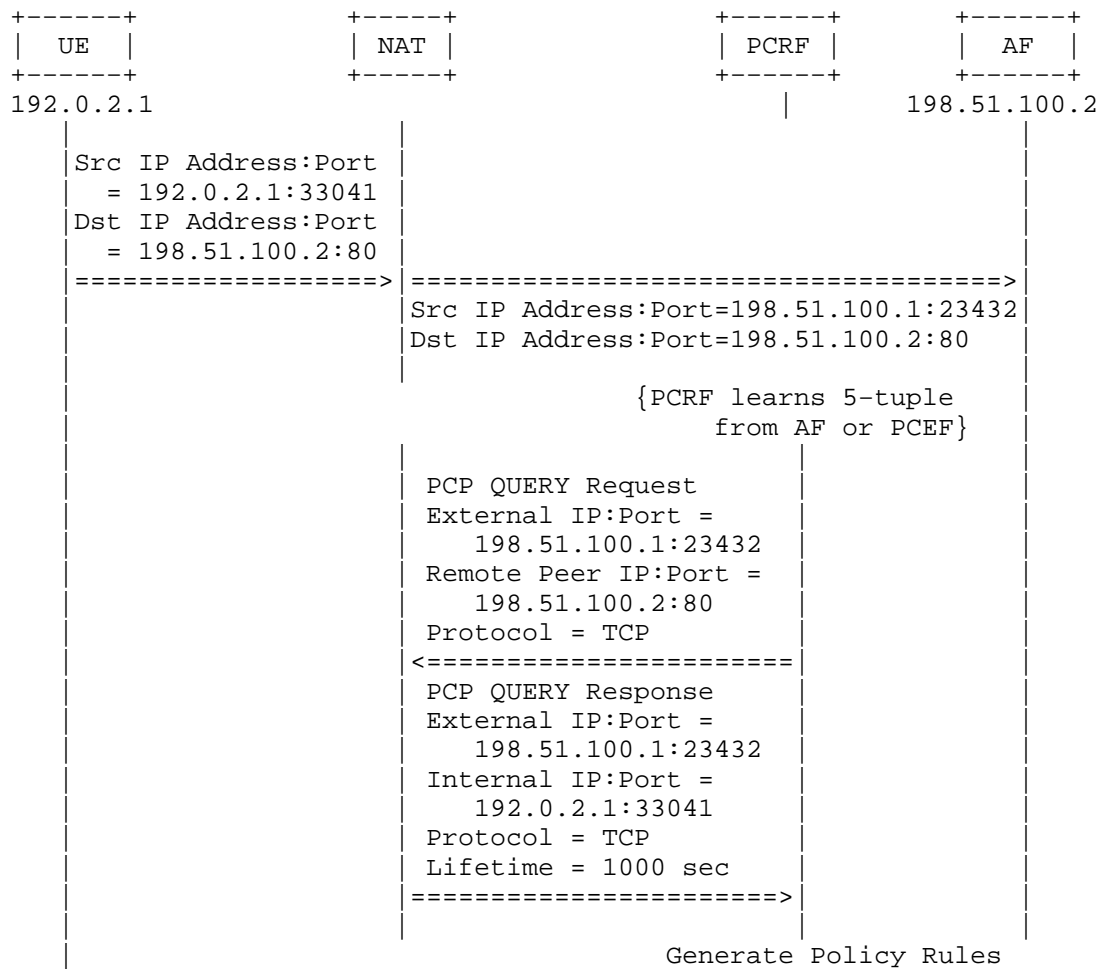 UE NAT PCRF AF
192.0.2.1 198.51.100.2
Src IP Address:Port
= 192.0.2.1:33041
Dst IP Address:Port
= 198.51.100.2:80
===================> =====================================>
Src IP Address:Port=198.51.100.1:23432
Dst IP Address:Port=198.51.100.2:80
{PCRF learns 5-tuple
from AF or PCEF}
PCP QUERY Request
External IP:Port =
198.51.100.1:23432
Remote Peer IP:Port =
198.51.100.2:80
Protocol = TCP
<=======================
PCP QUERY Response
External IP:Port =
198.51.100.1:23432
Internal IP:Port =
192.0.2.1:33041
Protocol = TCP
Lifetime = 1000 sec
=======================>
Generate Policy Rules